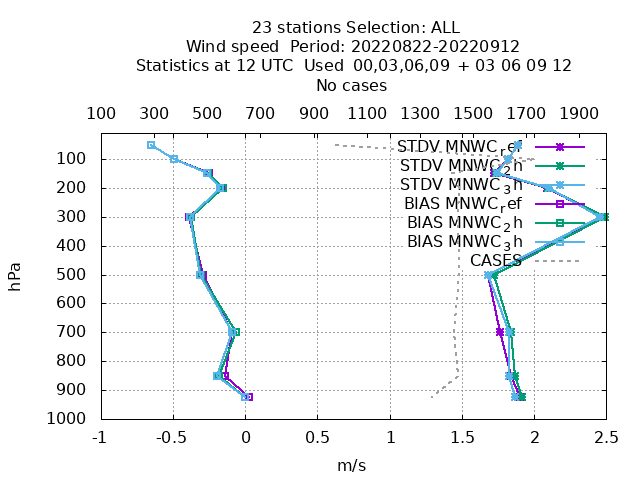 23 stations Selection: ALL
Wind speed  Period: 20220822-20220912
Statistics at 12 UTC  Used  00,03,06,09 + 03 06 09 12
No cases
100 300 500 700 900 1100 1300 1500 1700 1900
STDV MNWC_ref
100
STDV MNWC_2h
200
STDV MNWC_3h
BIAS MNWC_ref
300
BIAS MNWC_2h
400
BIAS MNWC_3h
CASES
500
600
700
800
900
1000
hPa
-1 -0.5 0 0.5 1 1.5 2 2.5
m/s